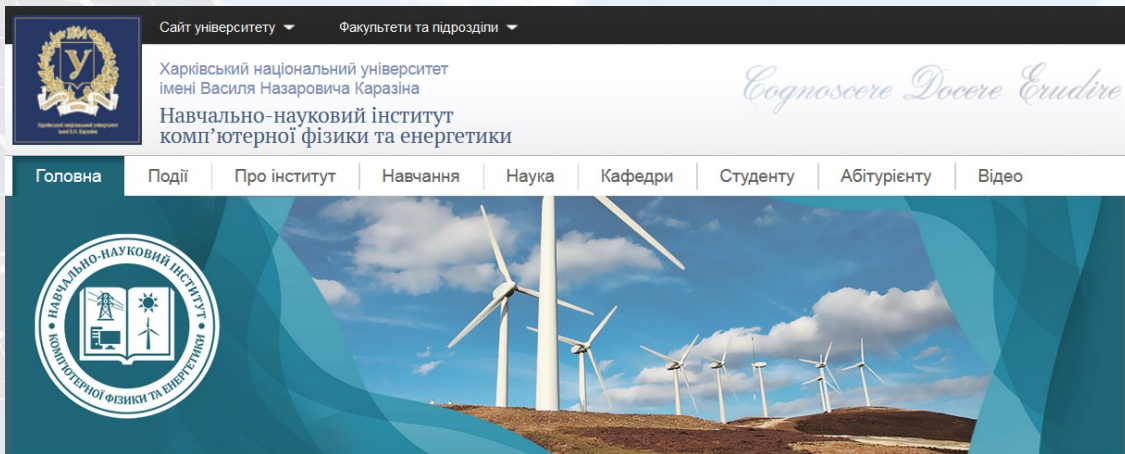 Сайт університету
Факультети та підрозділи
1804
У
Харківський національний університет
імені Василя Назаровича
Каразіна
Навчально-науковий інститут
комп'ютерної фізики та енергетики
Cognoscere Docere Erudire
Головна
Події
Про інститут
Навчання
Наука
Кафедри
Студенту
Абітурієнту
Відео
НАВЧАЛЬНО-НАУКОВИЙ ІНСТИТУТ
КОМП'ЮТЕРНОЇ ФІЗИКИ ТА ЕНЕРГЕТИКИ